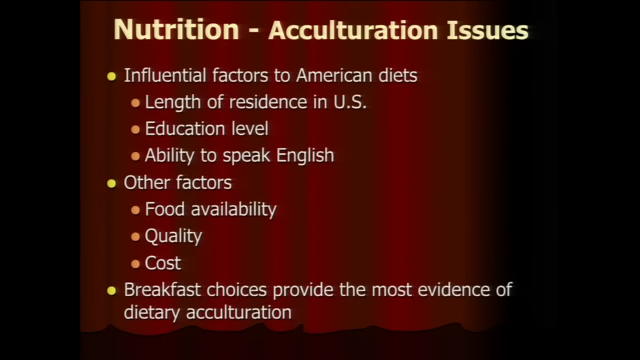 Nutrition - Acculturation Issues
Influential factors to American diets
Length of residence in U.S.
Education level
Ability to speak English
Other factors
Food availability
Quality
Cost
Breakfast choices provide the most evidence of
dietary acculturation